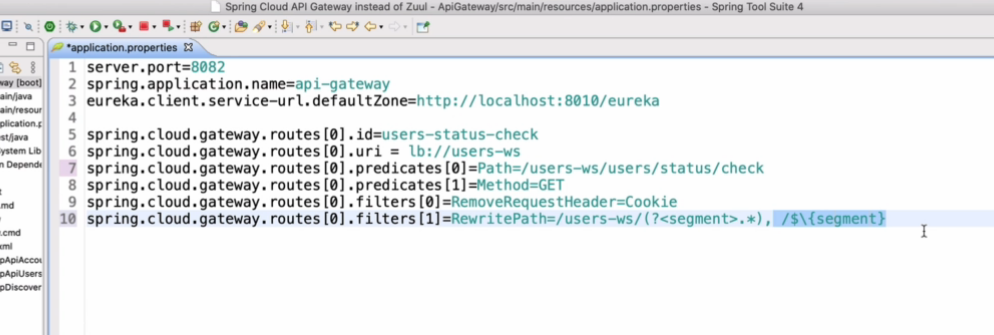 Spring Cloud API Gateway instead of Zuul - ApiGateway/src/main/resources/application.properties - Spring Tool Suite 4
*application.properties
way [boot]
ain/java
ain/resour
plication.p
st/java
System Lib
n Depende
t
.md
v
.cmd
xml
pApiAccou
pApiUsers
pDiscover
1 server.port=8082
2 spring.application.name=api-gateway
3 eureka.client.service-url.defaultZone=http://localhost:8010/eureka
4
5 spring.cloud.gateway.routes[0].id=users-status-check
6 spring.cloud.gateway.routes[0].uri = lb://users-ws
7 spring.cloud.gateway.routes[0].predicates[0]=Path=/users-ws/users/status/check
8 spring.cloud.gateway.routes[0].predicates[1]=Method=GET
9 spring.cloud.gateway.routes[0].filters[0]=RemoveRequestHeader=Cookie
10 spring.cloud.gateway.routes[0].filters[1]=RewritePath=/users-ws/(?<segment>.*), /$\{segment}